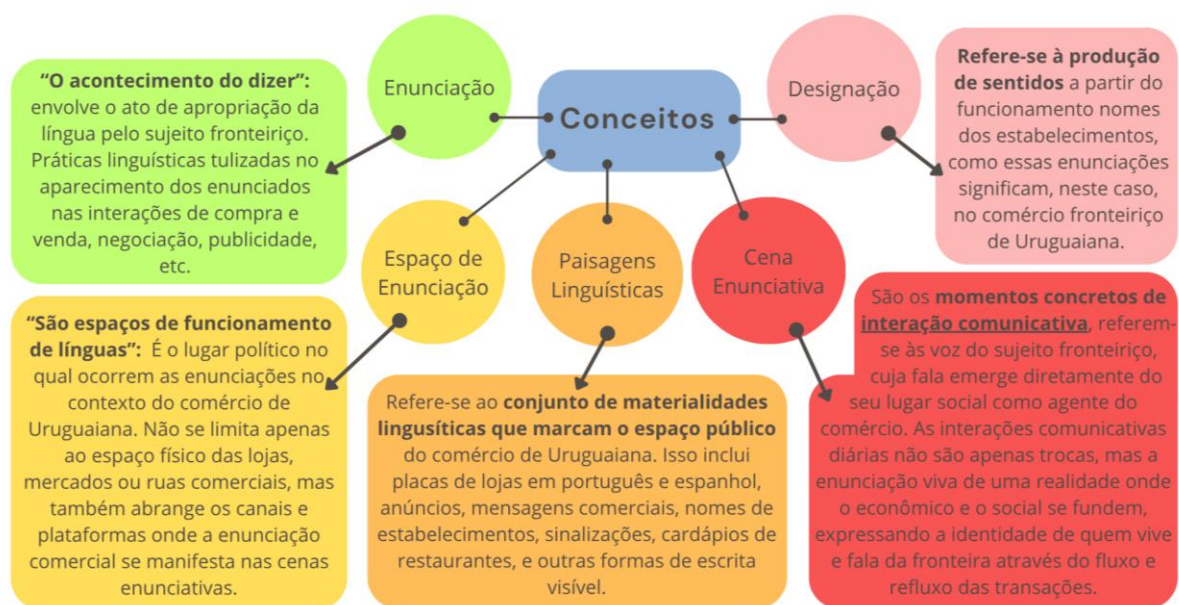 Conceitos
Enunciação
“O acontecimento do dizer”:
envolve o ato de apropriação da
língua pelo sujeito fronteiriço.
Práticas linguísticas tulizadas no
aparecimento dos enunciados
nas interações de compra e
venda, negociação, publicidade,
etc.
Designação
Refere-se à produção
de sentidos a partir do
funcionamento nomes
dos estabelecimentos,
como essas enunciações
significam, neste caso,
no comércio fronteiriço
de Uruguaiana.
Espaço de
Enunciação
“São espaços de funcionamento
de línguas”: É o lugar político no
qual ocorrem as enunciações no
contexto do comércio de
Uruguaiana. Não se limita apenas
ao espaço físico das lojas,
mercados ou ruas comerciais, mas
também abrange os canais e
plataformas onde a enunciação
comercial se manifesta nas cenas
enunciativas.
Paisagens
Linguísticas
Refere-se ao conjunto de materialidades
lingusíticas que marcam o espaço público
do comércio de Uruguaiana. Isso inclui
placas de lojas em português e espanhol,
anúncios, mensagens comerciais, nomes de
estabelecimentos, sinalizações, cardápios de
restaurantes, e outras formas de escrita
visível.
Cena
Enunciativa
São os momentos concretos de
interação comunicativa, referem-
se às voz do sujeito fronteiriço,
cuja fala emerge diretamente do
seu lugar social como agente do
comércio. As interações comunicativas
diárias não são apenas trocas, mas a
enunciação viva de uma realidade onde
o econômico e o social se fundem,
expressando a identidade de quem vive
e fala da fronteira através do fluxo e
refluxo das transações.